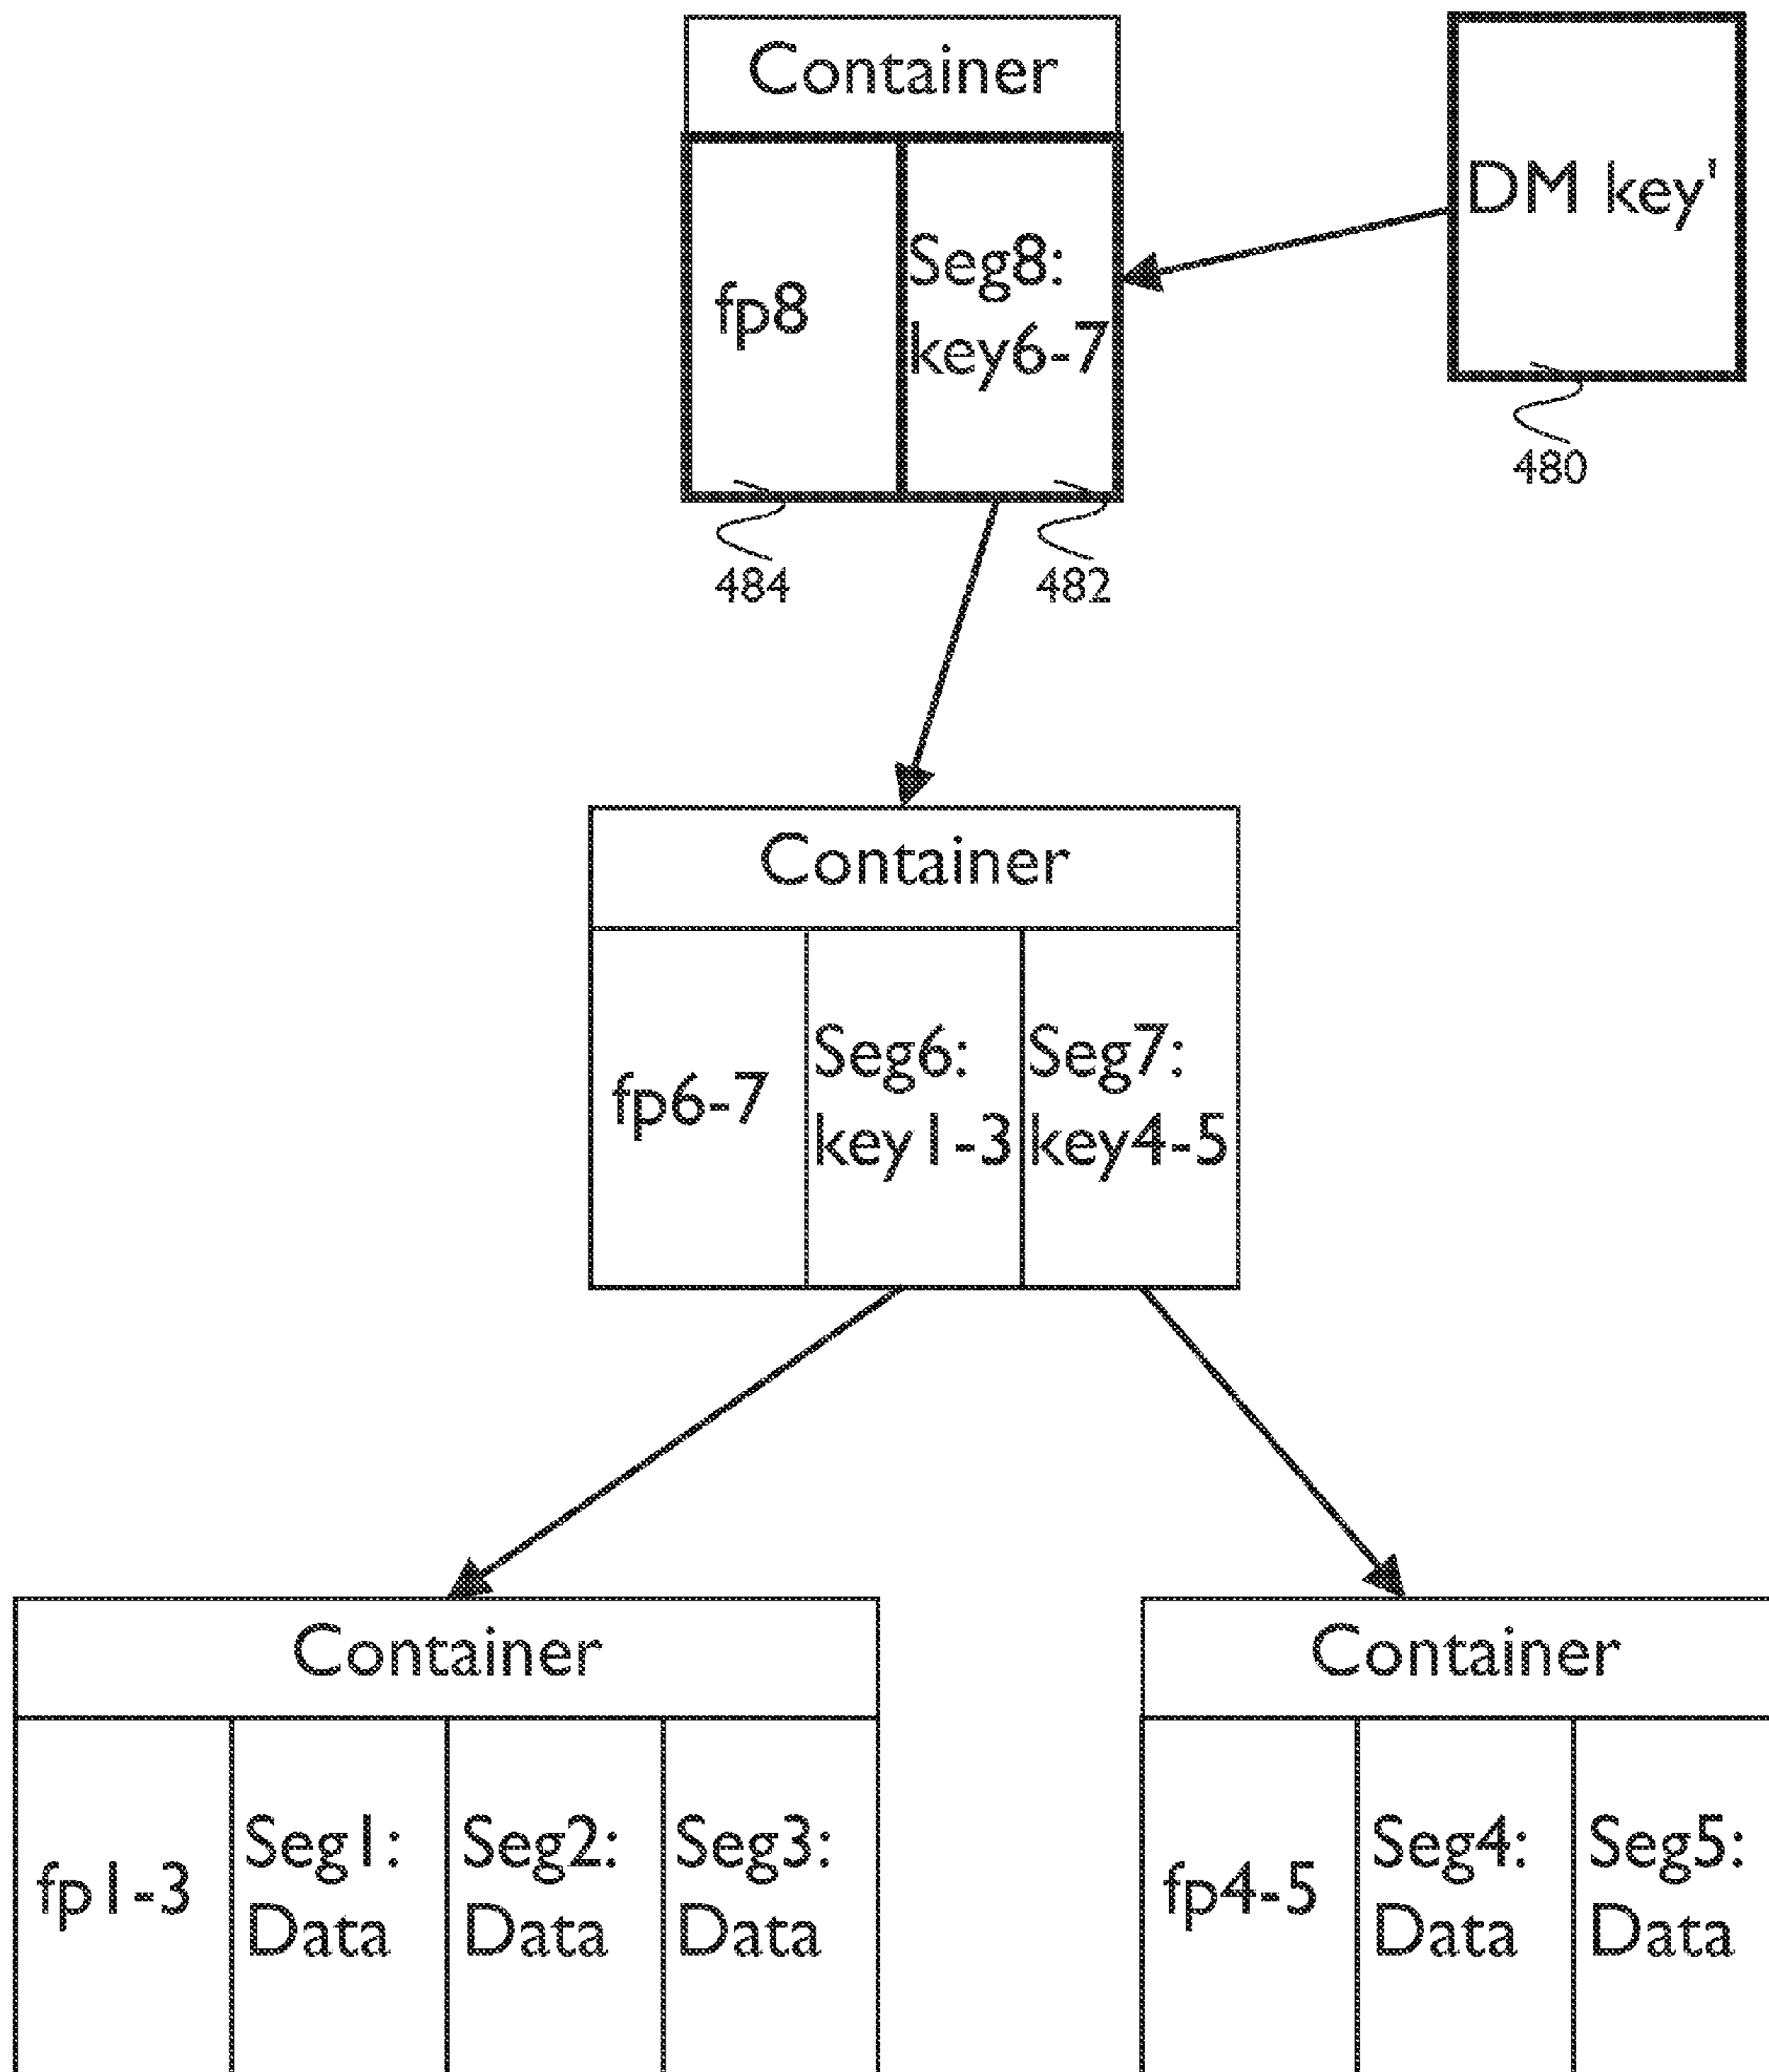 Container
DM key'
fp8
Seg8:
key6-7
480
484
482
Container
fp6-7
Seg6:
key1-3
Seg7:
key4-5
Container
fp1-3
Seg1:
Data
Seg2:
Data
Seg3:
Data
Container
fp4-5
Seg4:
Data
Seg5:
Data